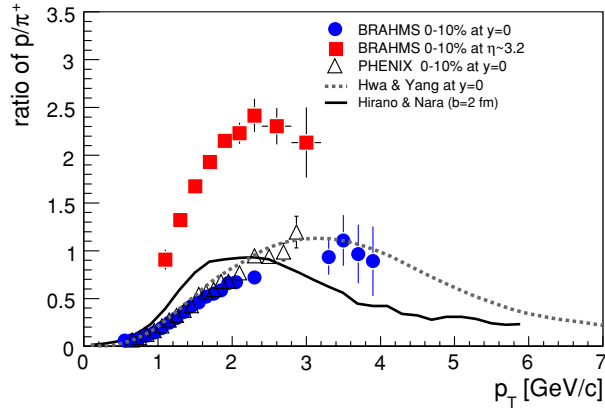 ratio of p/π⁺
3.5
3
2.5
2
1.5
1
0.5
0
BRAHMS 0-10% at y=0
BRAHMS 0-10% at η~3.2
PHENIX 0-10% at y=0
Hwa & Yang at y=0
Hirano & Nara (b=2 fm)
0 1 2 3 4 5 6 7
p_T [GeV/c]